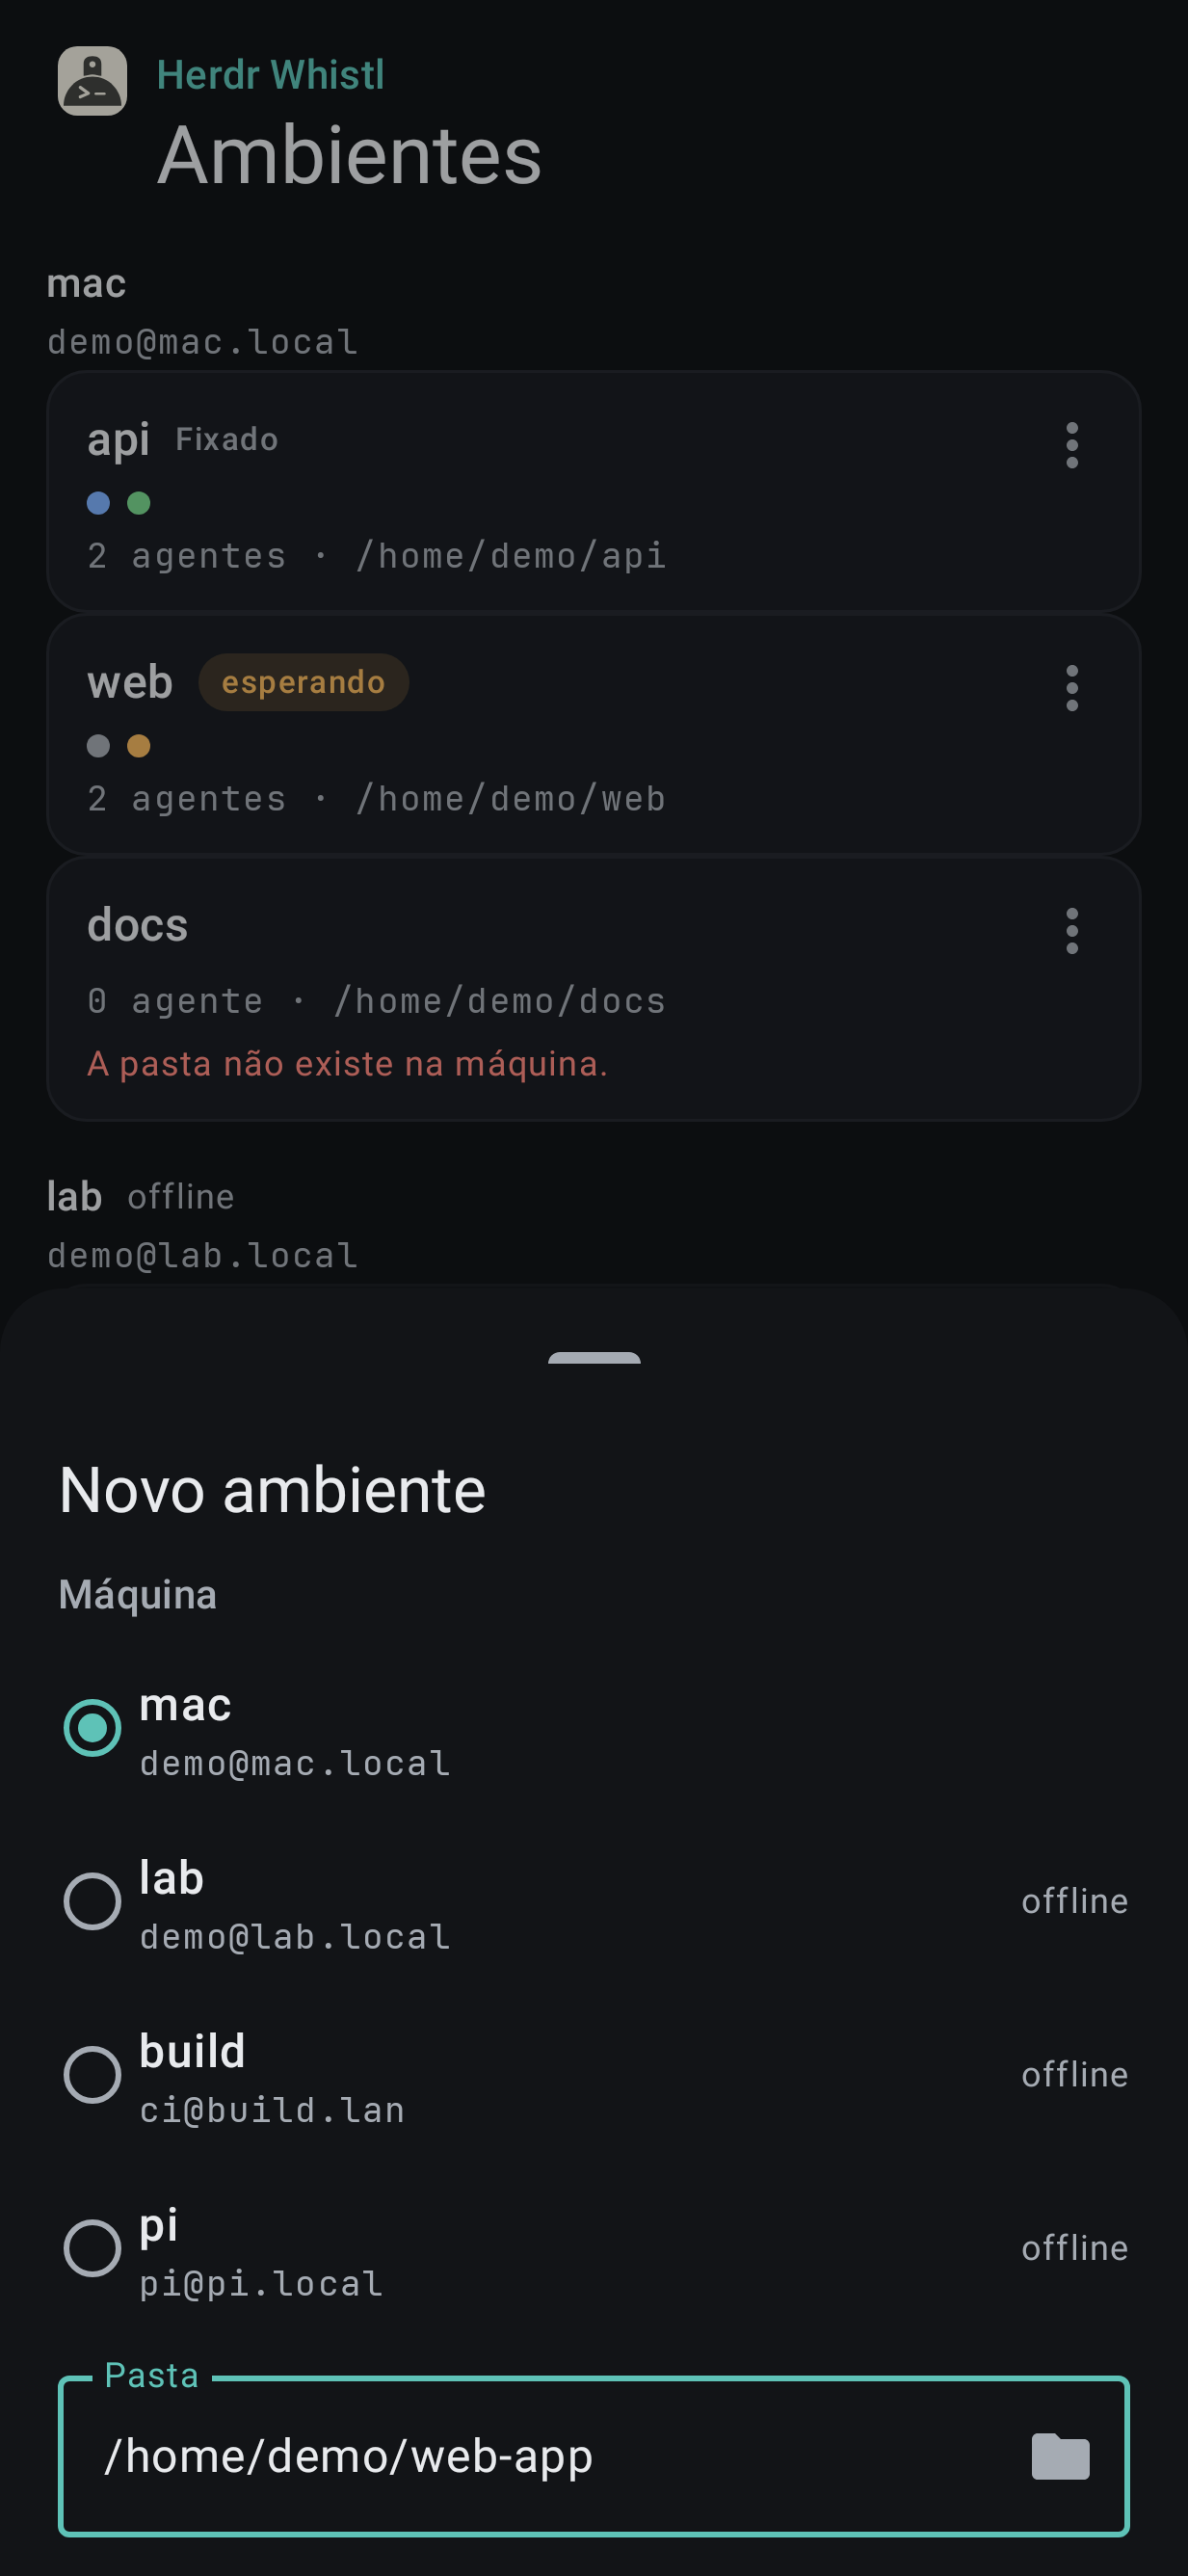 Herdr Whistl
Ambientes
mac
demo@mac.local
api Fixado
2 agentes · /home/demo/api
web esperando
2 agentes · /home/demo/web
docs
0 agente · /home/demo/docs
A pasta não existe na máquina.
lab offline
demo@lab.local
Novo ambiente
Máquina
mac
demo@mac.local
lab
demo@lab.local
offline
build
ci@build.lan
offline
pi
pi@pi.local
offline
Pasta
/home/demo/web-app